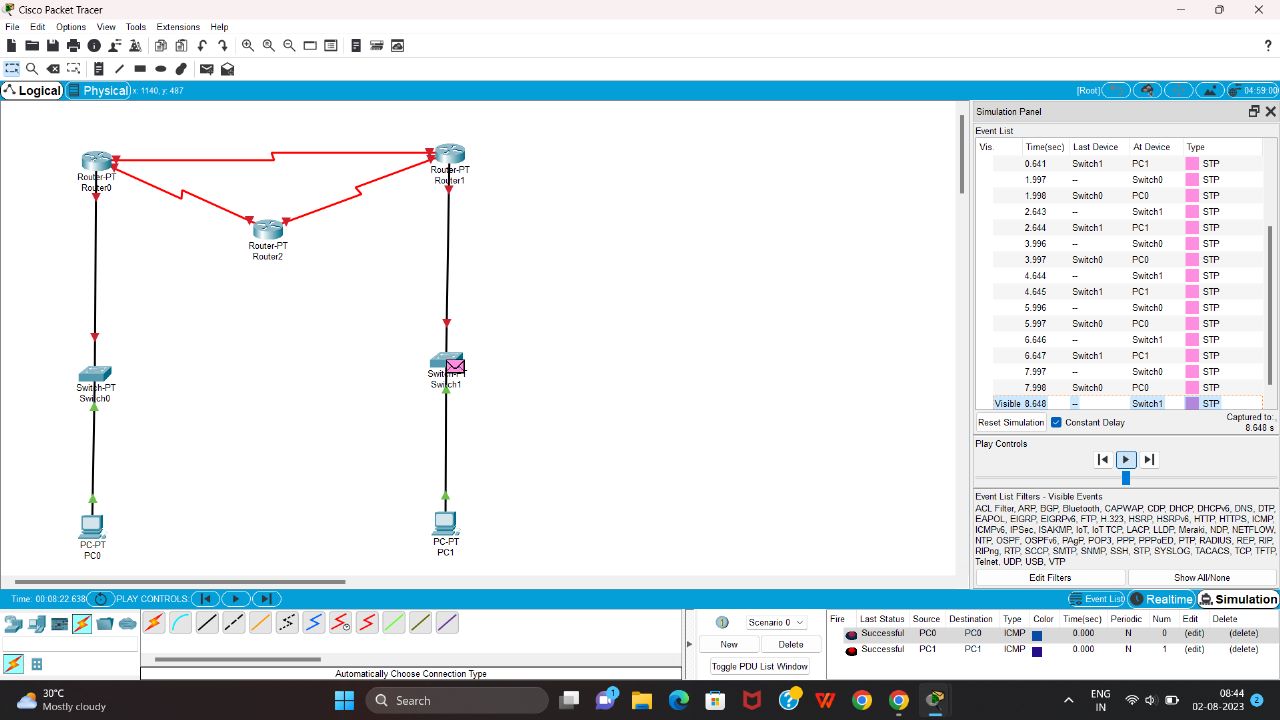 Cisco Packet Tracer
File Edit Options View Tools Extensions Help
?
Logical Physical x: 1140, y: 487 [Root] 04:59:00
Simulation Panel
Event List
Vis. Time(sec) Last Device At Device Type
0.641 Switch1 PC1 STP
1.997 -- Switch0 STP
1.998 Switch0 PC0 STP
2.643 -- Switch1 STP
2.644 Switch1 PC1 STP
3.996 -- Switch0 STP
3.997 Switch0 PC0 STP
4.644 -- Switch1 STP
4.645 Switch1 PC1 STP
5.996 -- Switch0 STP
5.997 Switch0 PC0 STP
6.646 -- Switch1 STP
6.647 Switch1 PC1 STP
7.997 -- Switch0 STP
7.998 Switch0 PC0 STP
Visible 8.648 -- Switch1 STP
Reset Simulation Constant Delay Captured to:
8.648 s
Play Controls
Event List Filters - Visible Events
ACL Filter, ARP, BGP, Bluetooth, CAPWAP, CDP, DHCP, DHCPv6, DNS, DTP,
EAPOL, EIGRP, EIGRPv6, FTP, H.323, HSRP, HSRPv6, HTTP, HTTPS, ICMP,
ICMPv6, IPSec, ISAKMP, IoT, IoT TCP, LACP, LLDP, Meraki, NDP, NETFLOW,
NTP, OSPF, OSPFv6, PAgP, POP3, PPP, PPPoED, PTP, RADIUS, REP, RIP,
RIPng, RTP, SCCP, SMTP, SNMP, SSH, STP, SYSLOG, TACACS, TCP, TFTP,
Telnet, UDP, USB, VTP
Edit Filters Show All/None
Router-PT
Router0
Router-PT
Router1
Router-PT
Router2
Switch-PT
Switch0
Switch-PT
Switch1
PC-PT
PC0
PC-PT
PC1
Time: 00:08:22.638 PLAY CONTROLS: Event List Realtime Simulation
Automatically Choose Connection Type
Scenario 0
New Delete
Toggle PDU List Window
Fire Last Status Source Destination Type Color Time(sec) Periodic Num Edit Delete
Successful PC0 PC0 ICMP 0.000 N 0 (edit) (delete)
Successful PC1 PC1 ICMP 0.000 N 1 (edit) (delete)
30°C
Mostly cloudy
Search
1
ENG
IN
08:44
02-08-2023
2